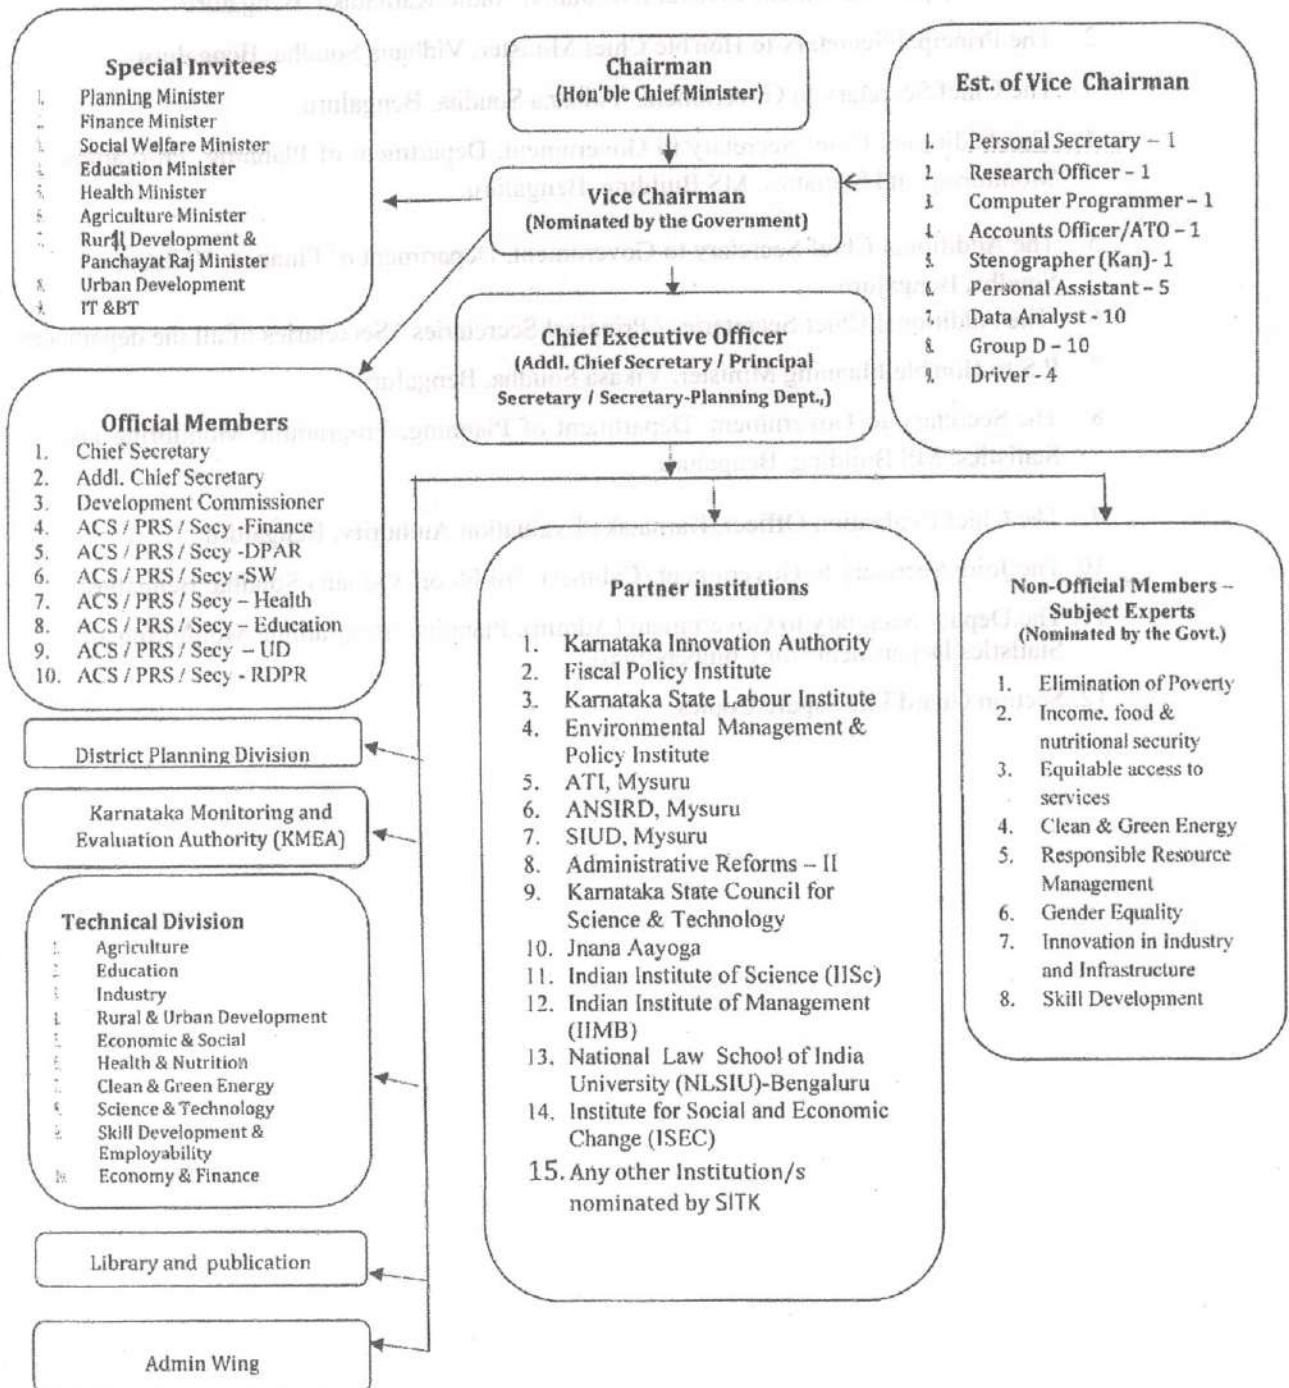 Special Invitees
1. Planning Minister
2. Finance Minister
3. Social Welfare Minister
4. Education Minister
5. Health Minister
6. Agriculture Minister
7. Rural Development &
Panchayat Raj Minister
8. Urban Development
9. IT &BT
Chairman
(Hon'ble Chief Minister)
Vice Chairman
(Nominated by the Government)
Chief Executive Officer
(Addl. Chief Secretary / Principal
Secretary / Secretary-Planning Dept.,)
Est. of Vice Chairman
1. Personal Secretary – 1
2. Research Officer – 1
3. Computer Programmer – 1
4. Accounts Officer/ATO – 1
5. Stenographer (Kan)- 1
6. Personal Assistant – 5
7. Data Analyst - 10
8. Group D – 10
9. Driver - 4
Official Members
1. Chief Secretary
2. Addl. Chief Secretary
3. Development Commissioner
4. ACS / PRS / Secy -Finance
5. ACS / PRS / Secy -DPAR
6. ACS / PRS / Secy -SW
7. ACS / PRS / Secy – Health
8. ACS / PRS / Secy – Education
9. ACS / PRS / Secy – UD
10. ACS / PRS / Secy - RDPR
District Planning Division
Karnataka Monitoring and
Evaluation Authority (KMEA)
Technical Division
1. Agriculture
2. Education
3. Industry
4. Rural & Urban Development
5. Economic & Social
6. Health & Nutrition
7. Clean & Green Energy
8. Science & Technology
9. Skill Development &
Employability
10. Economy & Finance
Library and publication
Admin Wing
Partner institutions
1. Karnataka Innovation Authority
2. Fiscal Policy Institute
3. Karnataka State Labour Institute
4. Environmental Management &
Policy Institute
5. ATI, Mysuru
6. ANSIRD, Mysuru
7. SIUD, Mysuru
8. Administrative Reforms – II
9. Karnataka State Council for
Science & Technology
10. Jnana Aayoga
11. Indian Institute of Science (IISc)
12. Indian Institute of Management
(IIMB)
13. National Law School of India
University (NLSIU)-Bengaluru
14. Institute for Social and Economic
Change (ISEC)
15. Any other Institution/s
nominated by SITK
Non-Official Members –
Subject Experts
(Nominated by the Govt.)
1. Elimination of Poverty
2. Income. food &
nutritional security
3. Equitable access to
services
4. Clean & Green Energy
5. Responsible Resource
Management
6. Gender Equality
7. Innovation in Industry
and Infrastructure
8. Skill Development